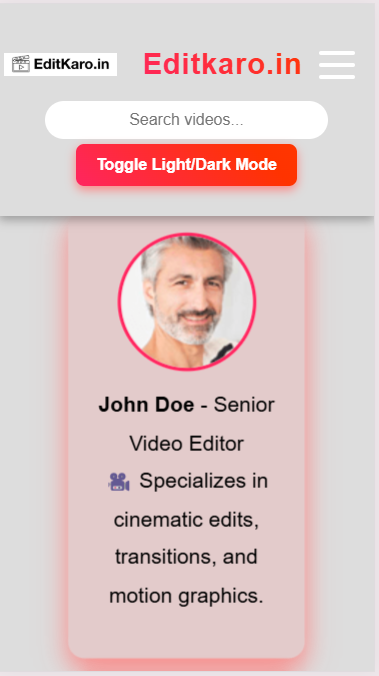 EditKaro.in
Editkaro.in
Search videos...
Toggle Light/Dark Mode
John Doe - Senior
Video Editor
🎥 Specializes in
cinematic edits,
transitions, and
motion graphics.